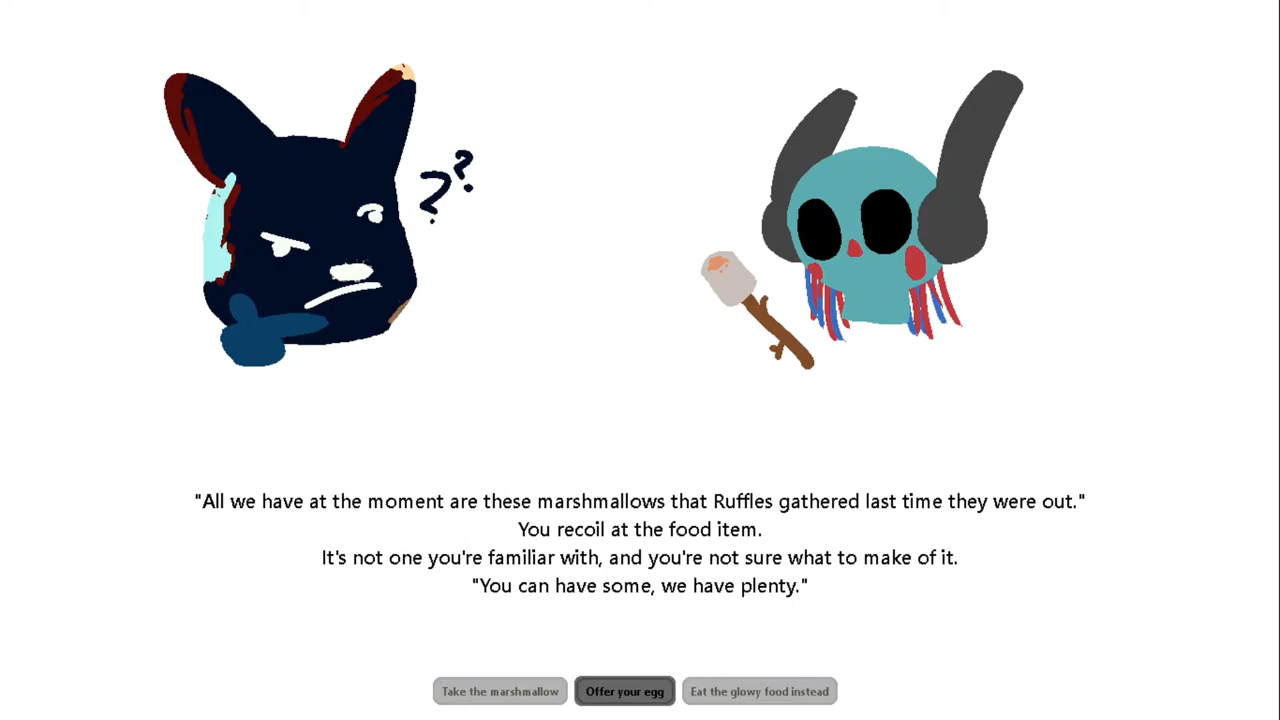 ??
"All we have at the moment are these marshmallows that Ruffles gathered last time they were out."
You recoil at the food item.
It's not one you're familiar with, and you're not sure what to make of it.
"You can have some, we have plenty."
Take the marshmallow
Offer your egg
Eat the glowy food instead